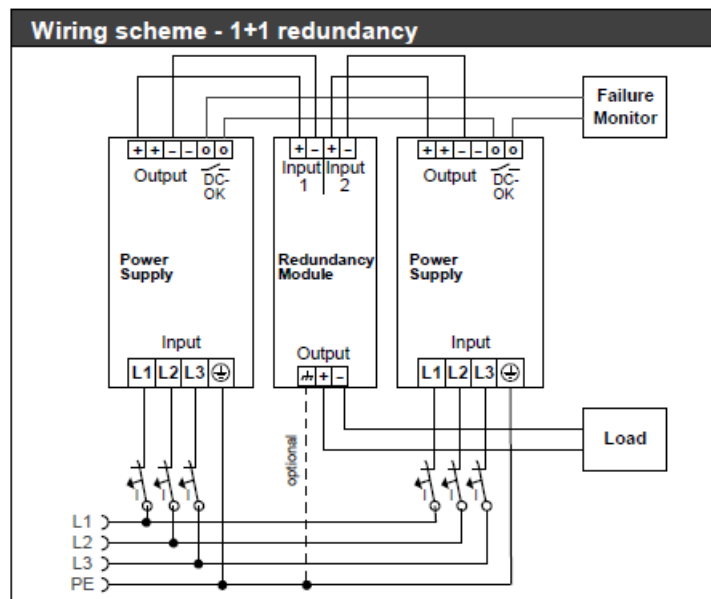 Wiring scheme - 1+1 redundancy
Failure
Monitor
+ + – – o o
+ – + –
+ + – – o o
Output DC-
OK
Input Input
1 2
Output DC-
OK
Power
Supply
Redundancy
Module
Power
Supply
Input
Output
Input
L1 L2 L3
+ –
L1 L2 L3
optional
Load
I I I
I I I
L1
L2
L3
PE